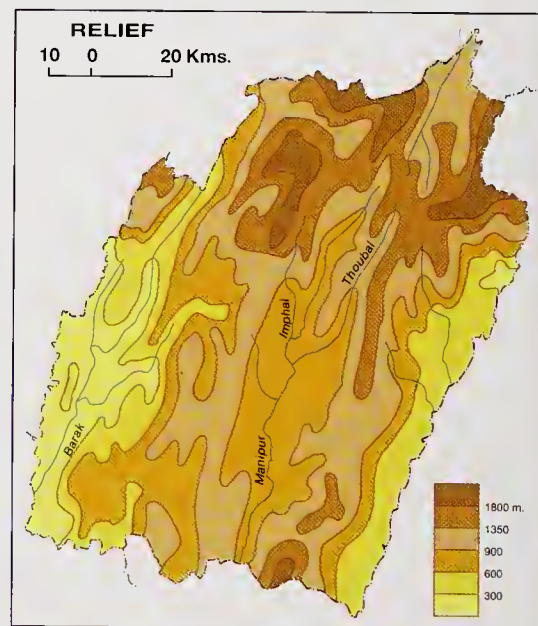 RELIEF
10 0 20 Kms.
Thoubal
Imphal
Manipur
Barak
1800 m.
1350
900
600
300